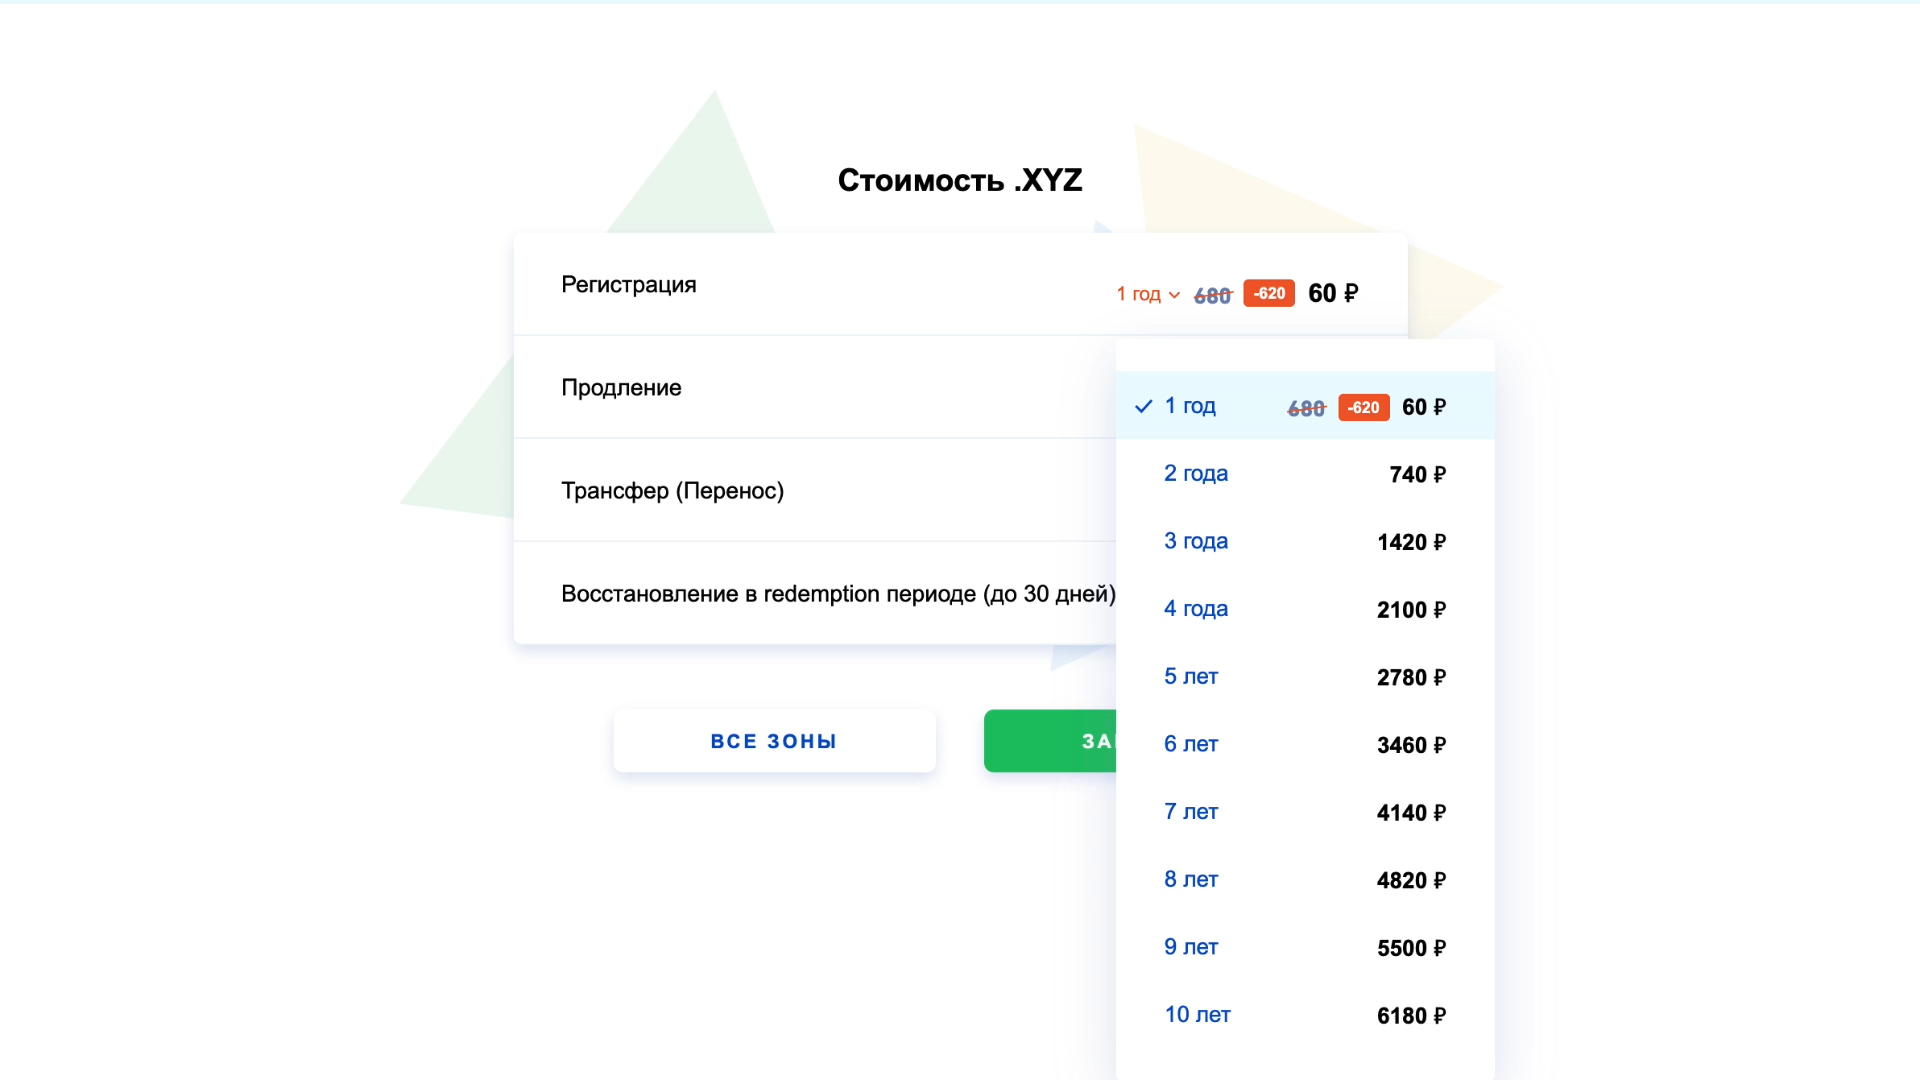 Стоимость .XYZ
Регистрация
1 год 680 -620 60 ₽
Продление
Трансфер (Перенос)
Восстановление в redemption периоде (до 30 дней)
ВСЕ ЗОНЫ
ЗА
1 год 680 -620 60 ₽
2 года 740 ₽
3 года 1420 ₽
4 года 2100 ₽
5 лет 2780 ₽
6 лет 3460 ₽
7 лет 4140 ₽
8 лет 4820 ₽
9 лет 5500 ₽
10 лет 6180 ₽